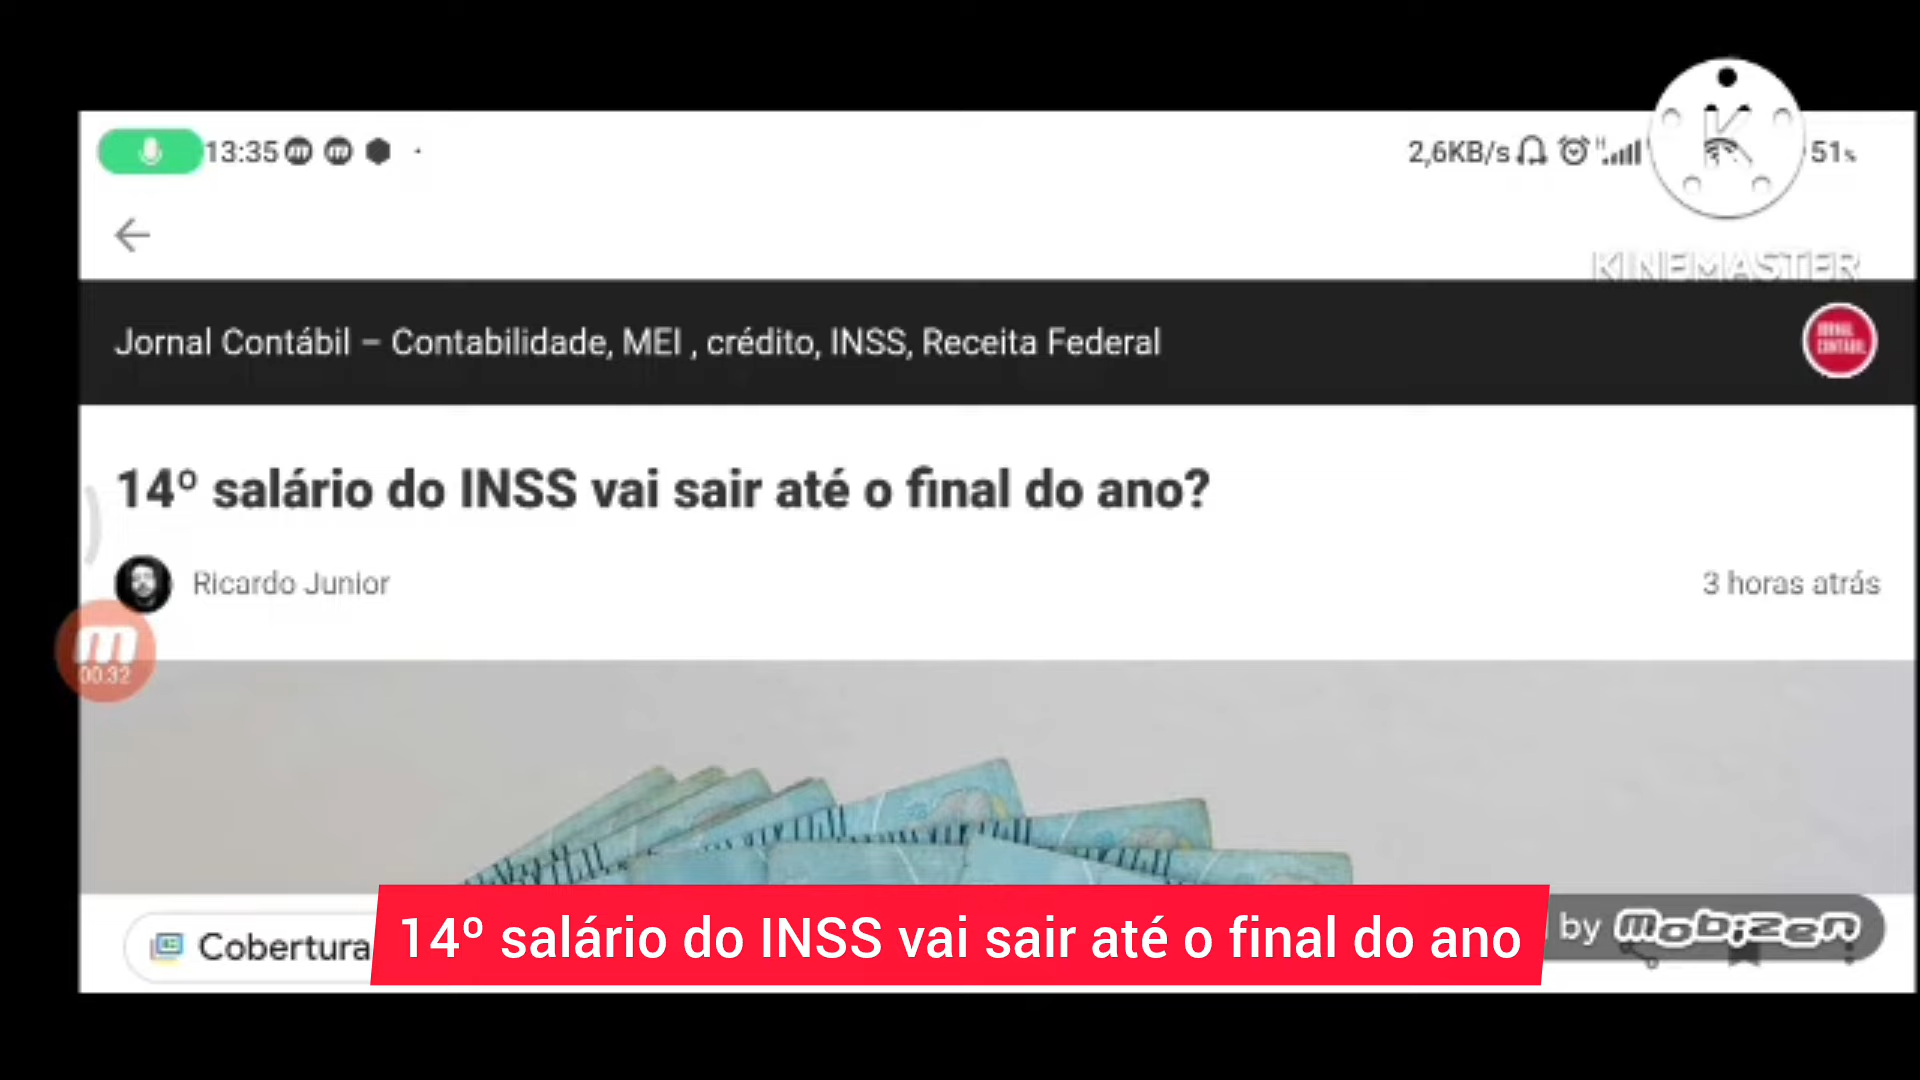 13:35
2,6KB/s
51%
KINEMASTER
Jornal Contábil – Contabilidade, MEI , crédito, INSS, Receita Federal
JORNAL
CONTÁBIL
14º salário do INSS vai sair até o final do ano?
Ricardo Junior
3 horas atrás
00:32
Cobertura
14º salário do INSS vai sair até o final do ano
by mobizen